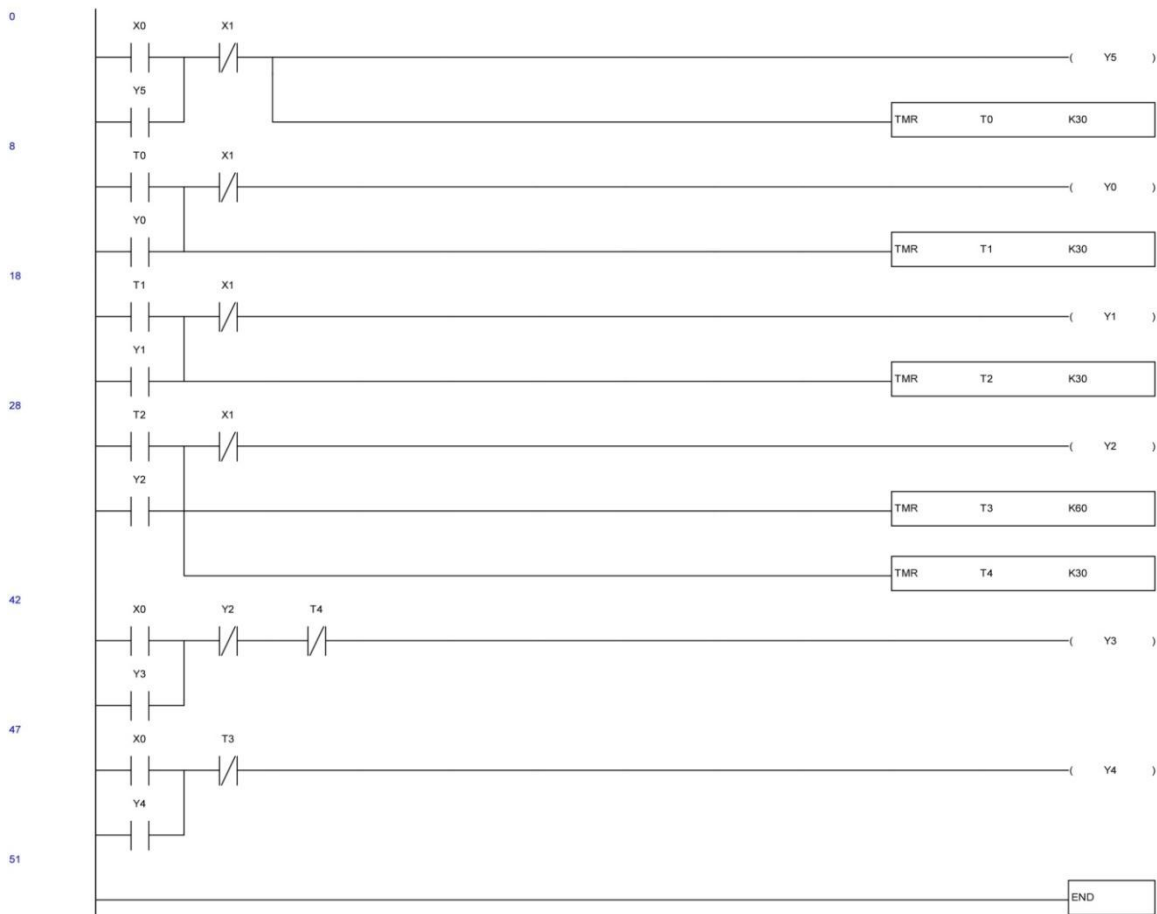 0
X0 X1
( Y5 )
Y5
TMR T0 K30
8
T0 X1
( Y0 )
Y0
TMR T1 K30
18
T1 X1
( Y1 )
Y1
TMR T2 K30
28
T2 X1
( Y2 )
Y2
TMR T3 K60
TMR T4 K30
42
X0 Y2 T4
( Y3 )
Y3
47
X0 T3
( Y4 )
Y4
51
END